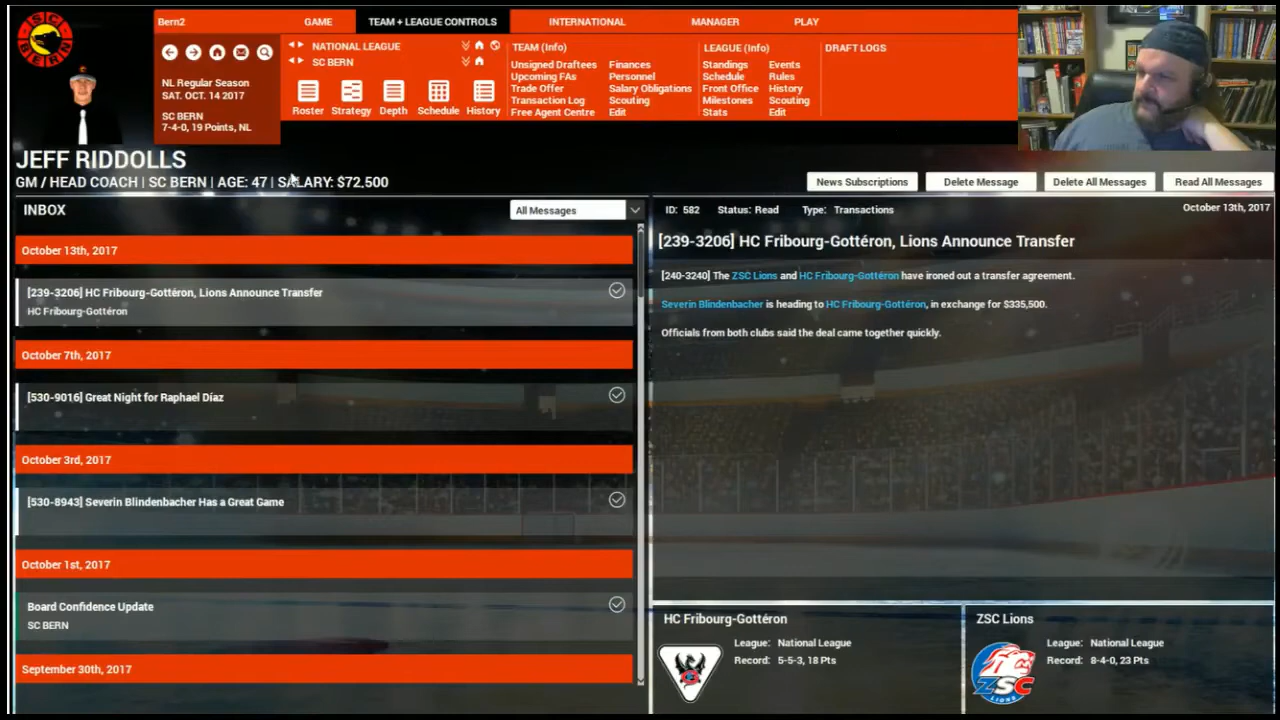 Bern2
GAME
TEAM + LEAGUE CONTROLS
INTERNATIONAL
MANAGER
PLAY
SC
BERN
NL Regular Season
SAT. OCT. 14 2017
SC BERN
7-4-0, 19 Points, NL
NATIONAL LEAGUE
SC BERN
Roster
Strategy
Depth
Schedule
History
TEAM (Info)
Unsigned Draftees
Upcoming FAs
Trade Offer
Transaction Log
Free Agent Centre
Finances
Personnel
Salary Obligations
Scouting
Edit
LEAGUE (Info)
Standings
Schedule
Front Office
Milestones
Stats
Events
Rules
History
Scouting
Edit
DRAFT LOGS
JEFF RIDDOLLS
GM / HEAD COACH | SC BERN | AGE: 47 | SALARY: $72,500
News Subscriptions
Delete Message
Delete All Messages
Read All Messages
INBOX
All Messages
October 13th, 2017
[239-3206] HC Fribourg-Gottéron, Lions Announce Transfer
HC Fribourg-Gottéron
October 7th, 2017
[530-9016] Great Night for Raphael Díaz
October 3rd, 2017
[530-8943] Severin Blindenbacher Has a Great Game
October 1st, 2017
Board Confidence Update
SC BERN
September 30th, 2017
ID: 582 Status: Read Type: Transactions
October 13th, 2017
[239-3206] HC Fribourg-Gottéron, Lions Announce Transfer
[240-3240] The ZSC Lions and HC Fribourg-Gottéron have ironed out a transfer agreement.
Severin Blindenbacher is heading to HC Fribourg-Gottéron, in exchange for $335,500.
Officials from both clubs said the deal came together quickly.
HC Fribourg-Gottéron
League: National League
Record: 5-5-3, 18 Pts
ZSC Lions
League: National League
Record: 8-4-0, 23 Pts
ZSC
LIONS